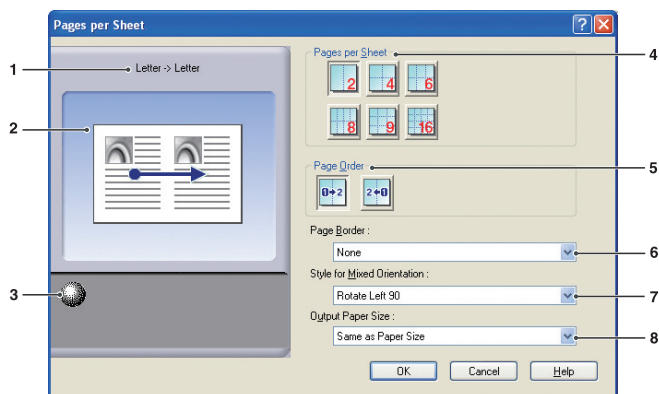 Pages per Sheet
?
1
Letter -> Letter
2
3
Pages per Sheet
4
2 4 6
8 9 16
Page Order
5
0→2 2←0
Page Border :
None
6
Style for Mixed Orientation :
Rotate Left 90
7
Output Paper Size :
Same as Paper Size
8
OK Cancel Help